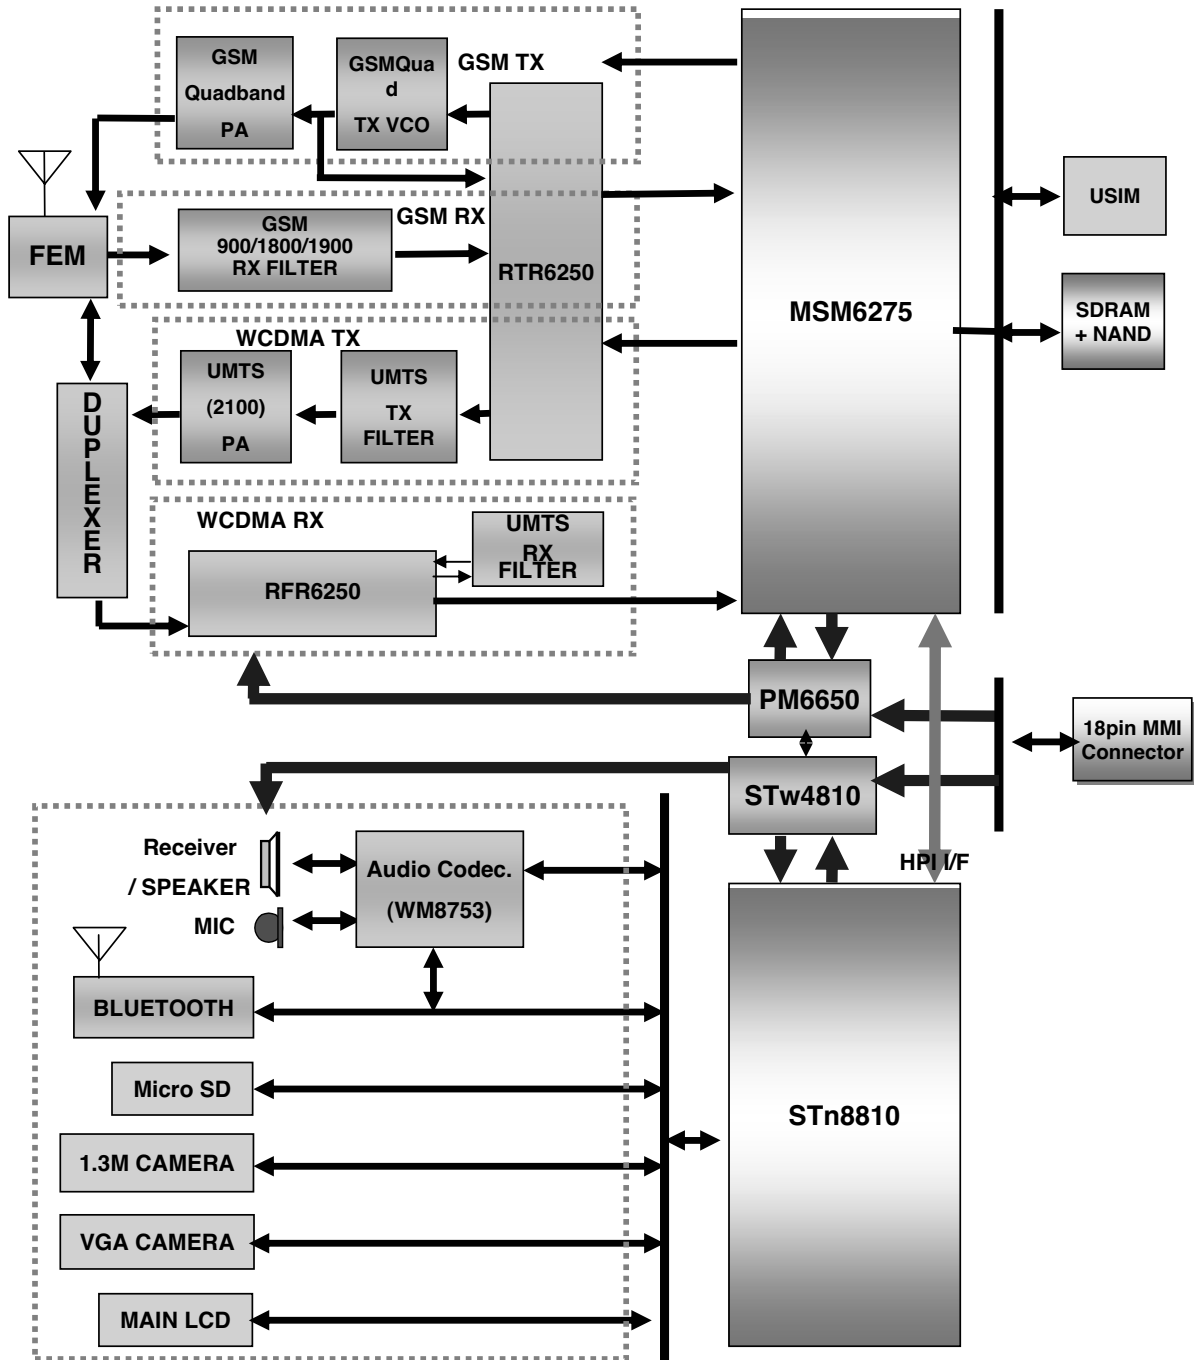 GSM
Quadband
PA
GSMQua
d
TX VCO
GSM TX
GSM RX
GSM
900/1800/1900
RX FILTER
FEM
RTR6250
MSM6275
USIM
SDRAM
+ NAND
WCDMA TX
UMTS
(2100)
PA
UMTS
TX
FILTER
DUPLEXER
WCDMA RX
UMTS
RX
FILTER
RFR6250
PM6650
18pin MMI
Connector
STw4810
HPI I/F
Receiver
/ SPEAKER
MIC
Audio Codec.
(WM8753)
BLUETOOTH
Micro SD
1.3M CAMERA
VGA CAMERA
MAIN LCD
STn8810